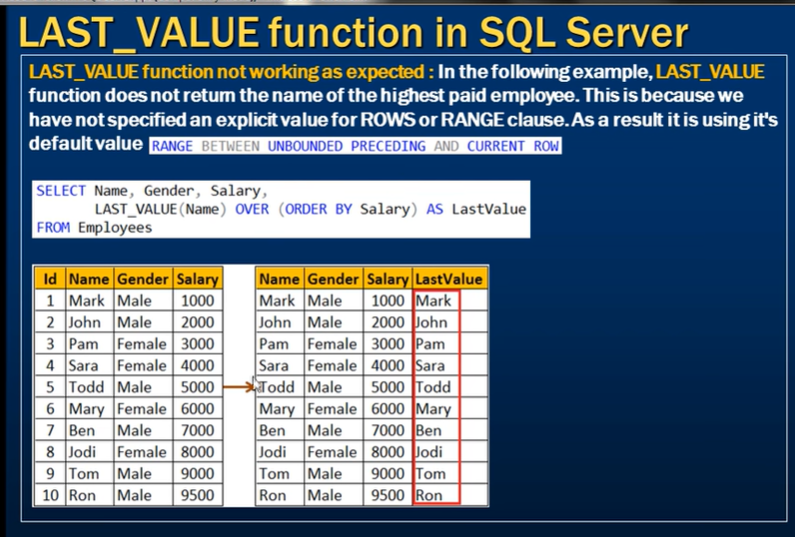 LAST_VALUE function in SQL Server
LAST_VALUE function not working as expected : In the following example, LAST_VALUE
function does not return the name of the highest paid employee. This is because we
have not specified an explicit value for ROWS or RANGE clause. As a result it is using it's
default value RANGE BETWEEN UNBOUNDED PRECEDING AND CURRENT ROW
SELECT Name, Gender, Salary,
LAST_VALUE(Name) OVER (ORDER BY Salary) AS LastValue
FROM Employees
Id Name Gender Salary
1 Mark Male 1000
2 John Male 2000
3 Pam Female 3000
4 Sara Female 4000
5 Todd Male 5000
6 Mary Female 6000
7 Ben Male 7000
8 Jodi Female 8000
9 Tom Male 9000
10 Ron Male 9500
Name Gender Salary LastValue
Mark Male 1000 Mark
John Male 2000 John
Pam Female 3000 Pam
Sara Female 4000 Sara
Todd Male 5000 Todd
Mary Female 6000 Mary
Ben Male 7000 Ben
Jodi Female 8000 Jodi
Tom Male 9000 Tom
Ron Male 9500 Ron